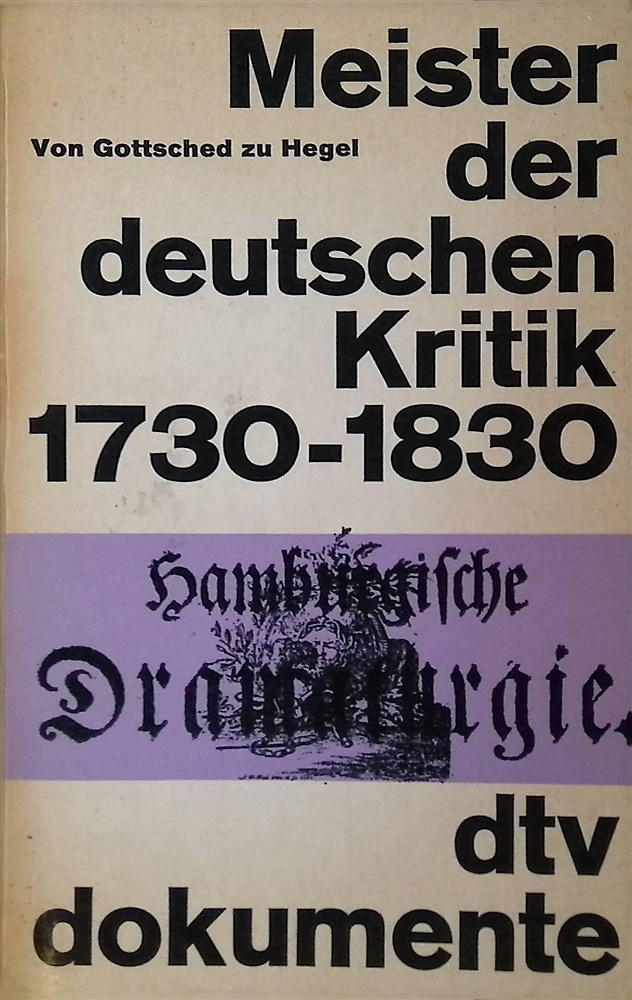 Meister
Von Gottsched zu Hegel
der
deutschen
Kritik
1730-1830
Hamburgiſche
Dramaturgie.
dtv
dokumente